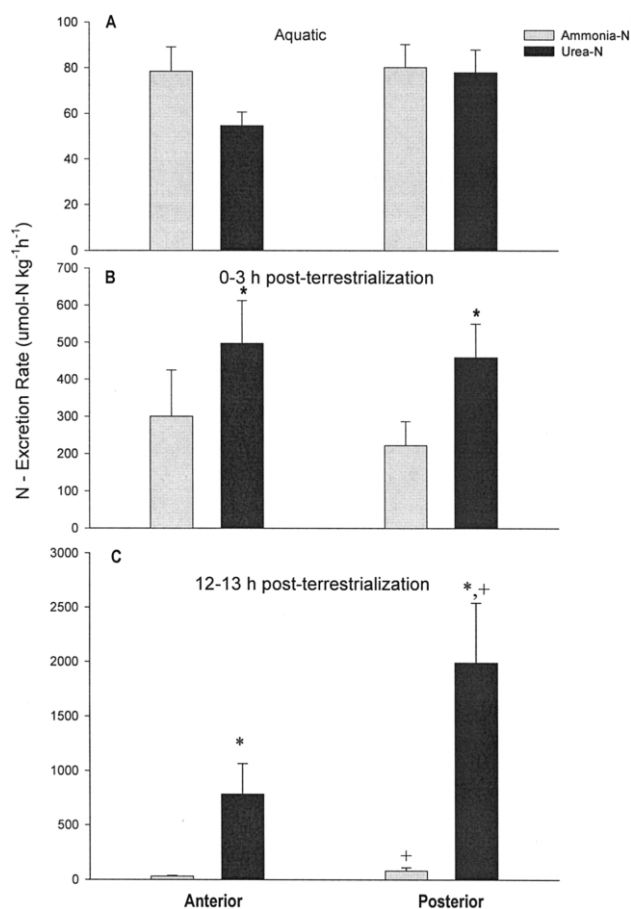 A
Aquatic
Ammonia-N
Urea-N
100
80
60
40
20
0
N - Excretion Rate (umol-N kg⁻¹h⁻¹)
B
0-3 h post-terrestrialization
700
600
500
400
300
200
100
0
*
*
C
12-13 h post-terrestrialization
3000
2500
2000
1500
1000
500
0
*
+
*,+
Anterior
Posterior